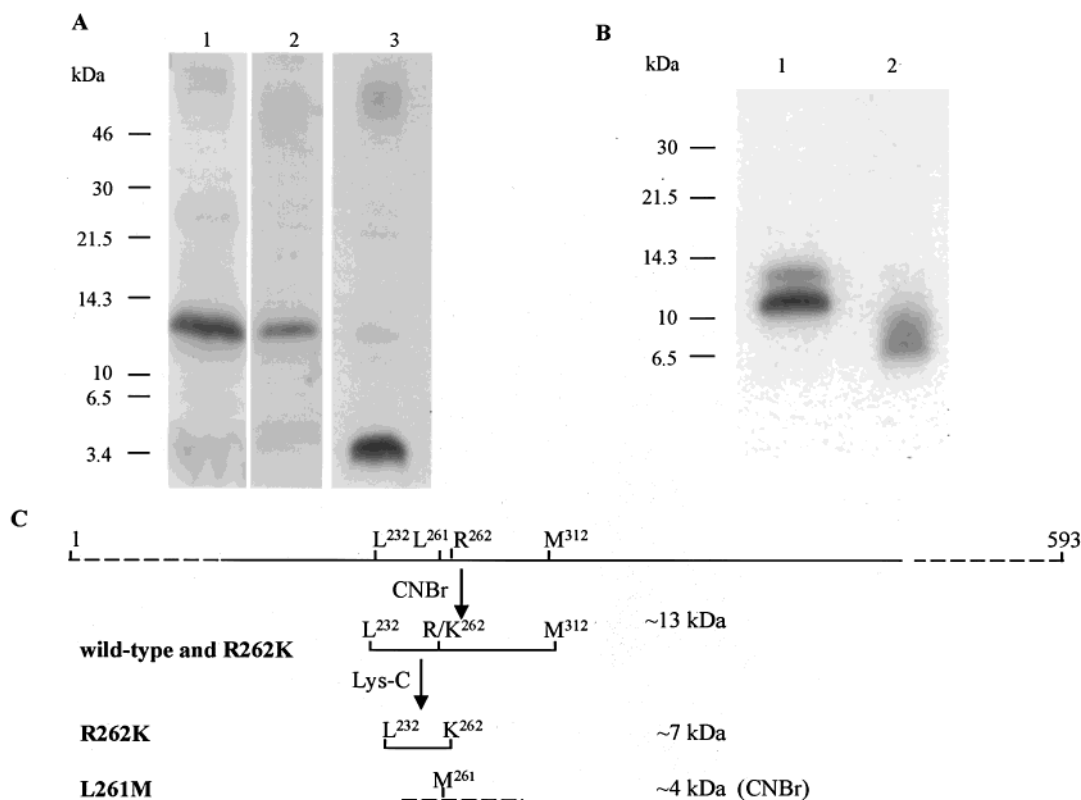 A
1 2 3
kDa
46
30
21.5
14.3
10
6.5
3.4
B
kDa 1 2
30
21.5
14.3
10
6.5
C
1 L²³² L²⁶¹ R²⁶² M³¹² 593
CNBr
~13 kDa
L²³² R/K²⁶² M³¹²
wild-type and R262K
Lys-C
R262K L²³² K²⁶² ~7 kDa
M²⁶¹
L261M ~4 kDa (CNBr)